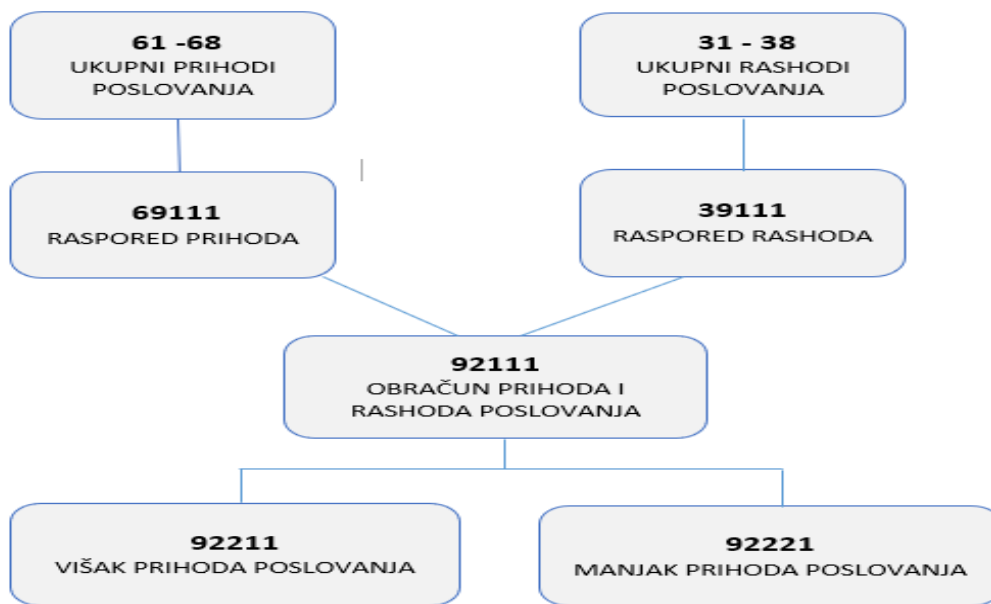 61 -68
UKUPNI PRIHODI
POSLOVANJA
31 - 38
UKUPNI RASHODI
POSLOVANJA
69111
RASPORED PRIHODA
39111
RASPORED RASHODA
92111
OBRAČUN PRIHODA I
RASHODA POSLOVANJA
92211
VIŠAK PRIHODA POSLOVANJA
92221
MANJAK PRIHODA POSLOVANJA